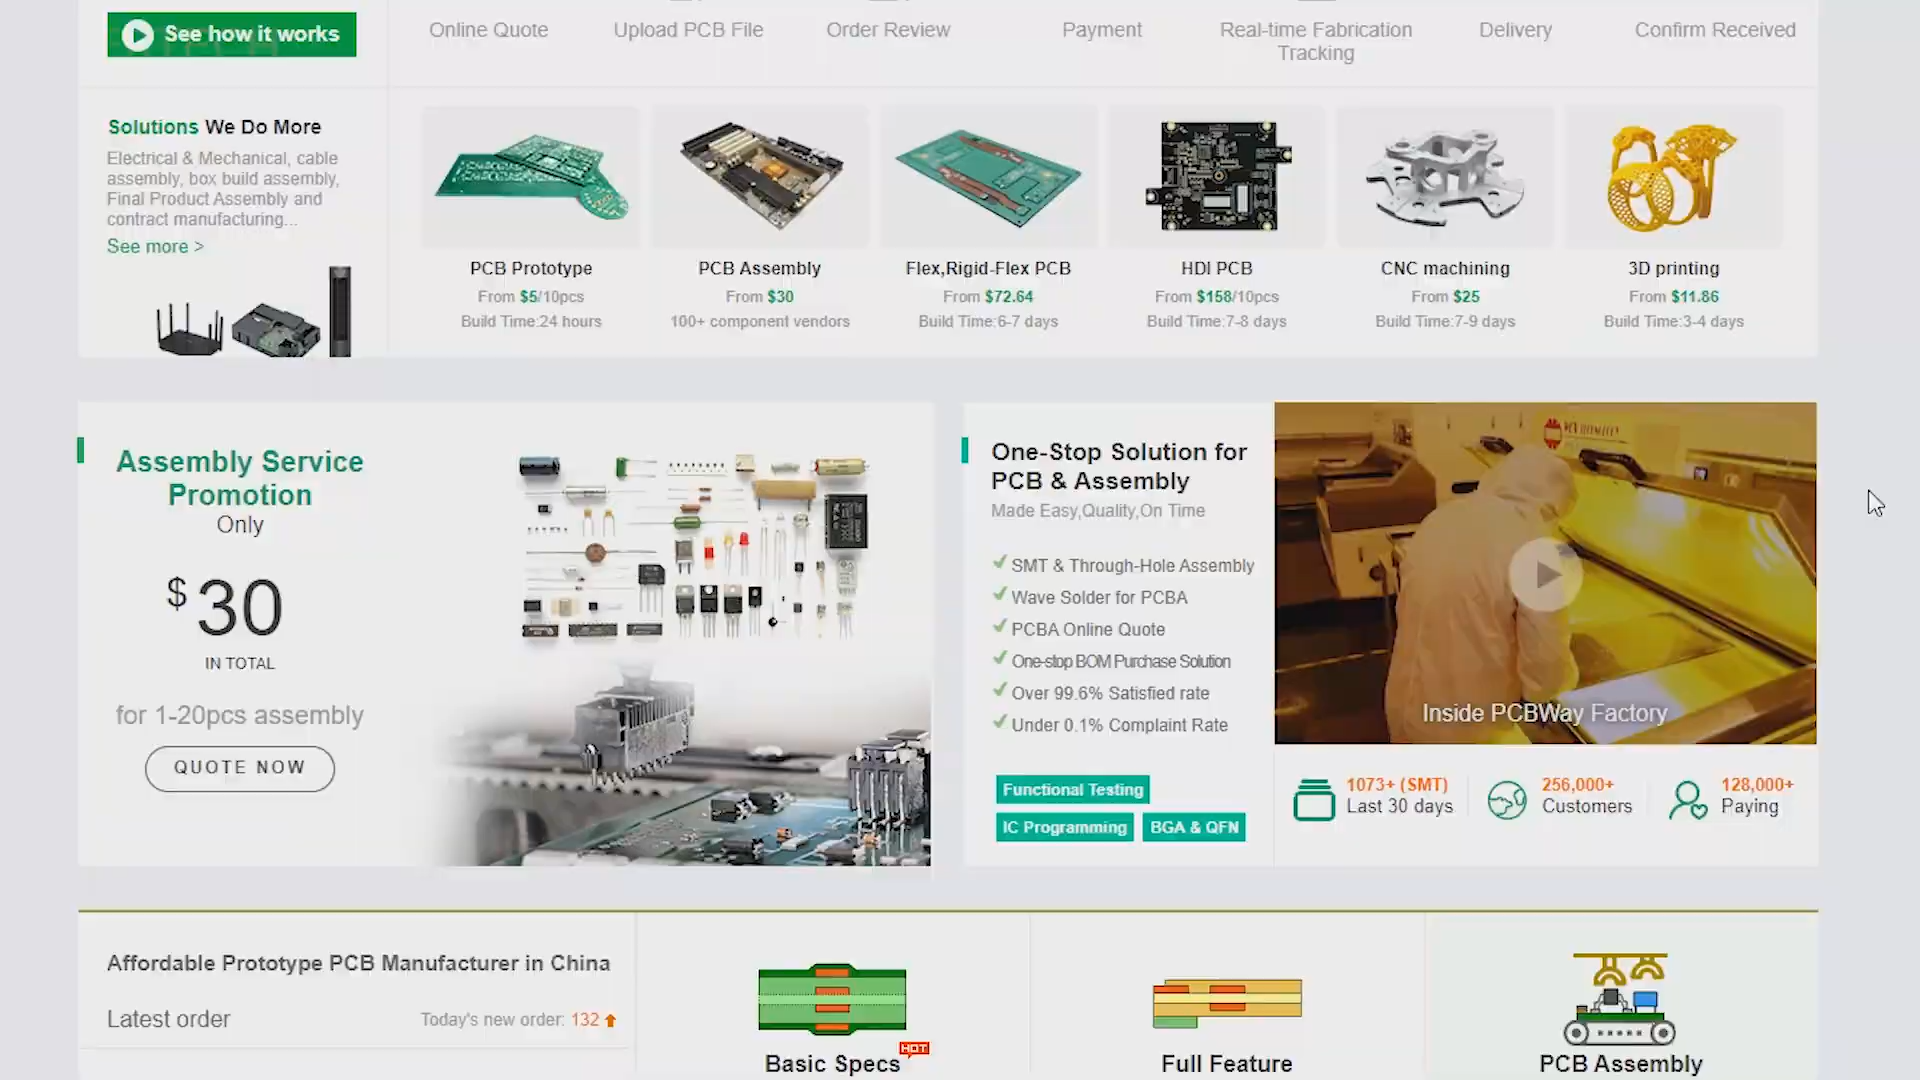 See how it works
Online Quote
Upload PCB File
Order Review
Payment
Real-time Fabrication
Tracking
Delivery
Confirm Received
Solutions We Do More
Electrical & Mechanical, cable
assembly, box build assembly,
Final Product Assembly and
contract manufacturing...
See more >
PCB Prototype
From $5/10pcs
Build Time:24 hours
PCB Assembly
From $30
100+ component vendors
Flex,Rigid-Flex PCB
From $72.64
Build Time:6-7 days
HDI PCB
From $158/10pcs
Build Time:7-8 days
CNC machining
From $25
Build Time:7-9 days
3D printing
From $11.86
Build Time:3-4 days
Assembly Service
Promotion
Only
$30
IN TOTAL
for 1-20pcs assembly
QUOTE NOW
One-Stop Solution for
PCB & Assembly
Made Easy,Quality,On Time
SMT & Through-Hole Assembly
Wave Solder for PCBA
PCBA Online Quote
One-stop BOM Purchase Solution
Over 99.6% Satisfied rate
Under 0.1% Complaint Rate
Functional Testing
IC Programming
BGA & QFN
Inside PCBWay Factory
1073+ (SMT)
Last 30 days
256,000+
Customers
128,000+
Paying
Affordable Prototype PCB Manufacturer in China
Latest order
Today's new order: 132
Basic Specs
HOT
Full Feature
PCB Assembly